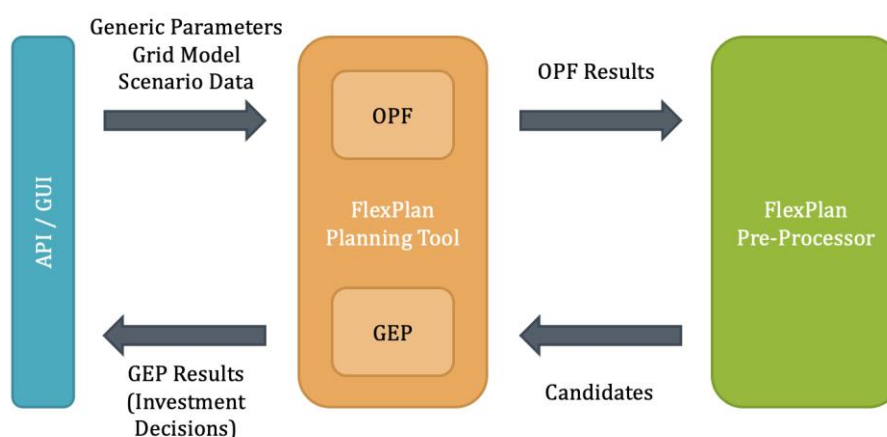 Generic Parameters
Grid Model
Scenario Data
API / GUI
GEP Results
(Investment
Decisions)
OPF
FlexPlan
Planning Tool
GEP
OPF Results
Candidates
FlexPlan
Pre-Processor